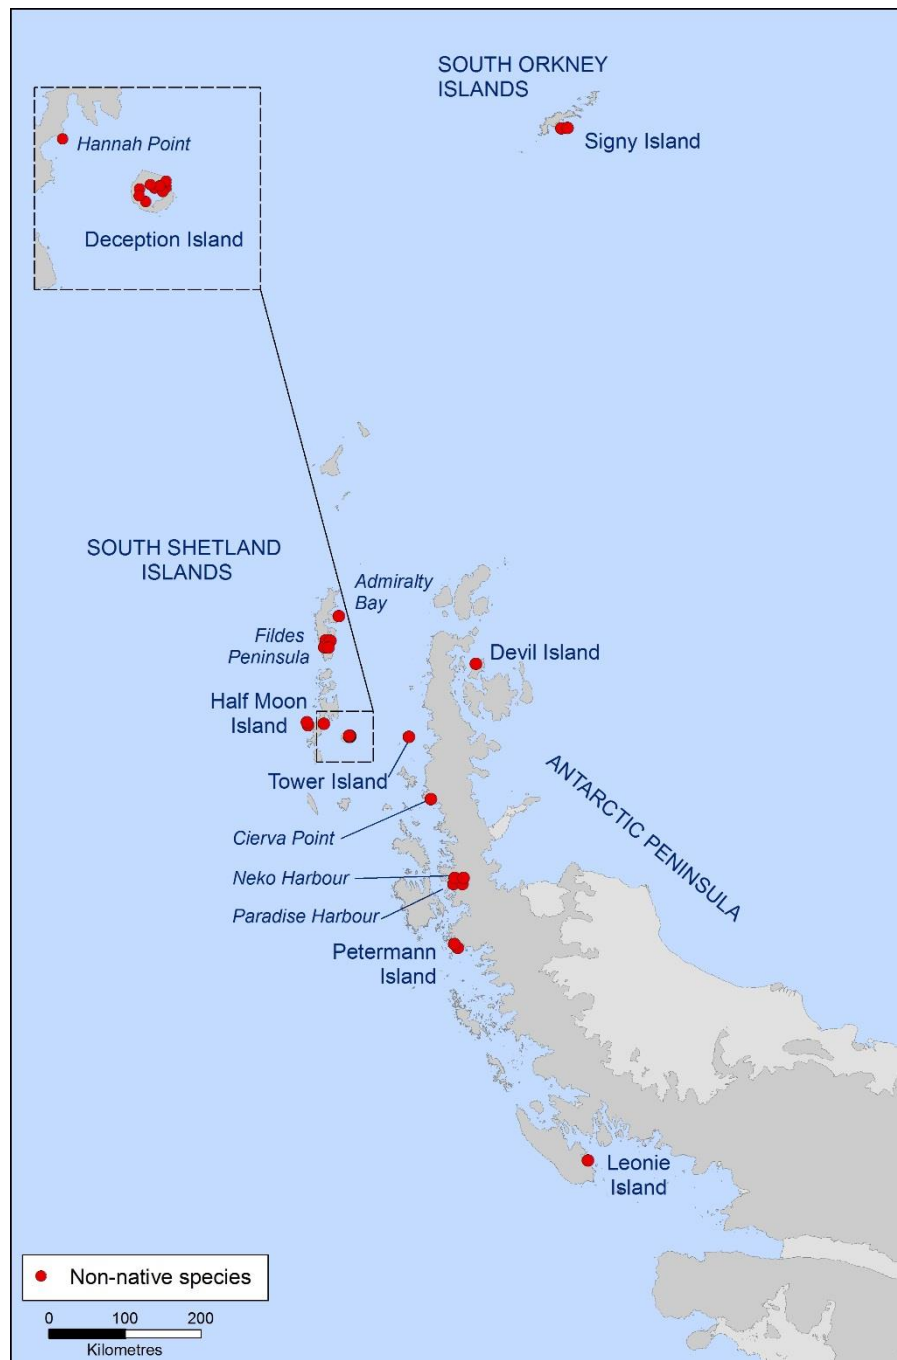 SOUTH ORKNEY
ISLANDS
Signy Island
Hannah Point
Deception Island
SOUTH SHETLAND
ISLANDS
Admiralty
Bay
Fildes
Peninsula
Devil Island
Half Moon
Island
Tower Island
ANTARCTIC PENINSULA
Cierva Point
Neko Harbour
Paradise Harbour
Petermann
Island
Leonie
Island
Non-native species
0 100 200
Kilometres